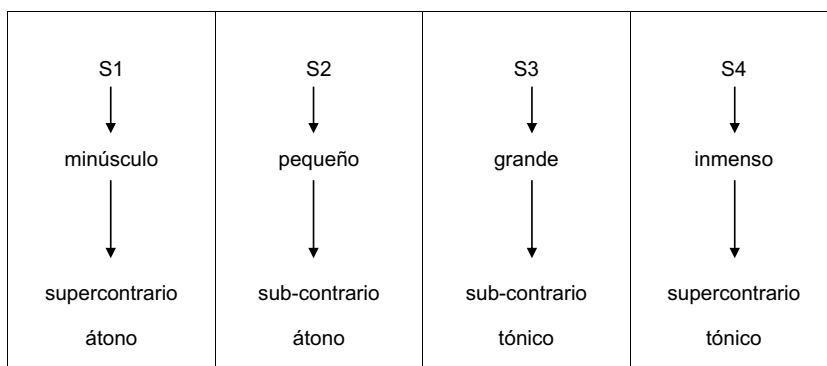 S1 S2 S3 S4
minúsculo pequeño grande inmenso
supercontrario sub-contrario sub-contrario supercontrario
átono átono tónico tónico